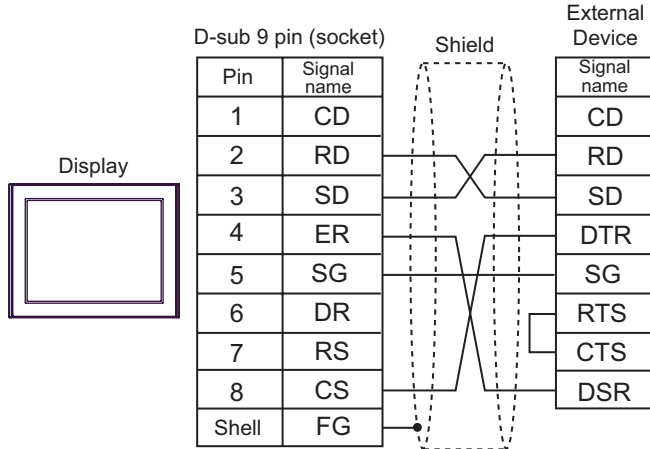 External
Device
D-sub 9 pin (socket)
Shield
Pin
Signal
name
Signal
name
1 CD CD
2 RD RD
Display
3 SD SD
4 ER DTR
5 SG SG
6 DR RTS
7 RS CTS
8 CS DSR
Shell FG